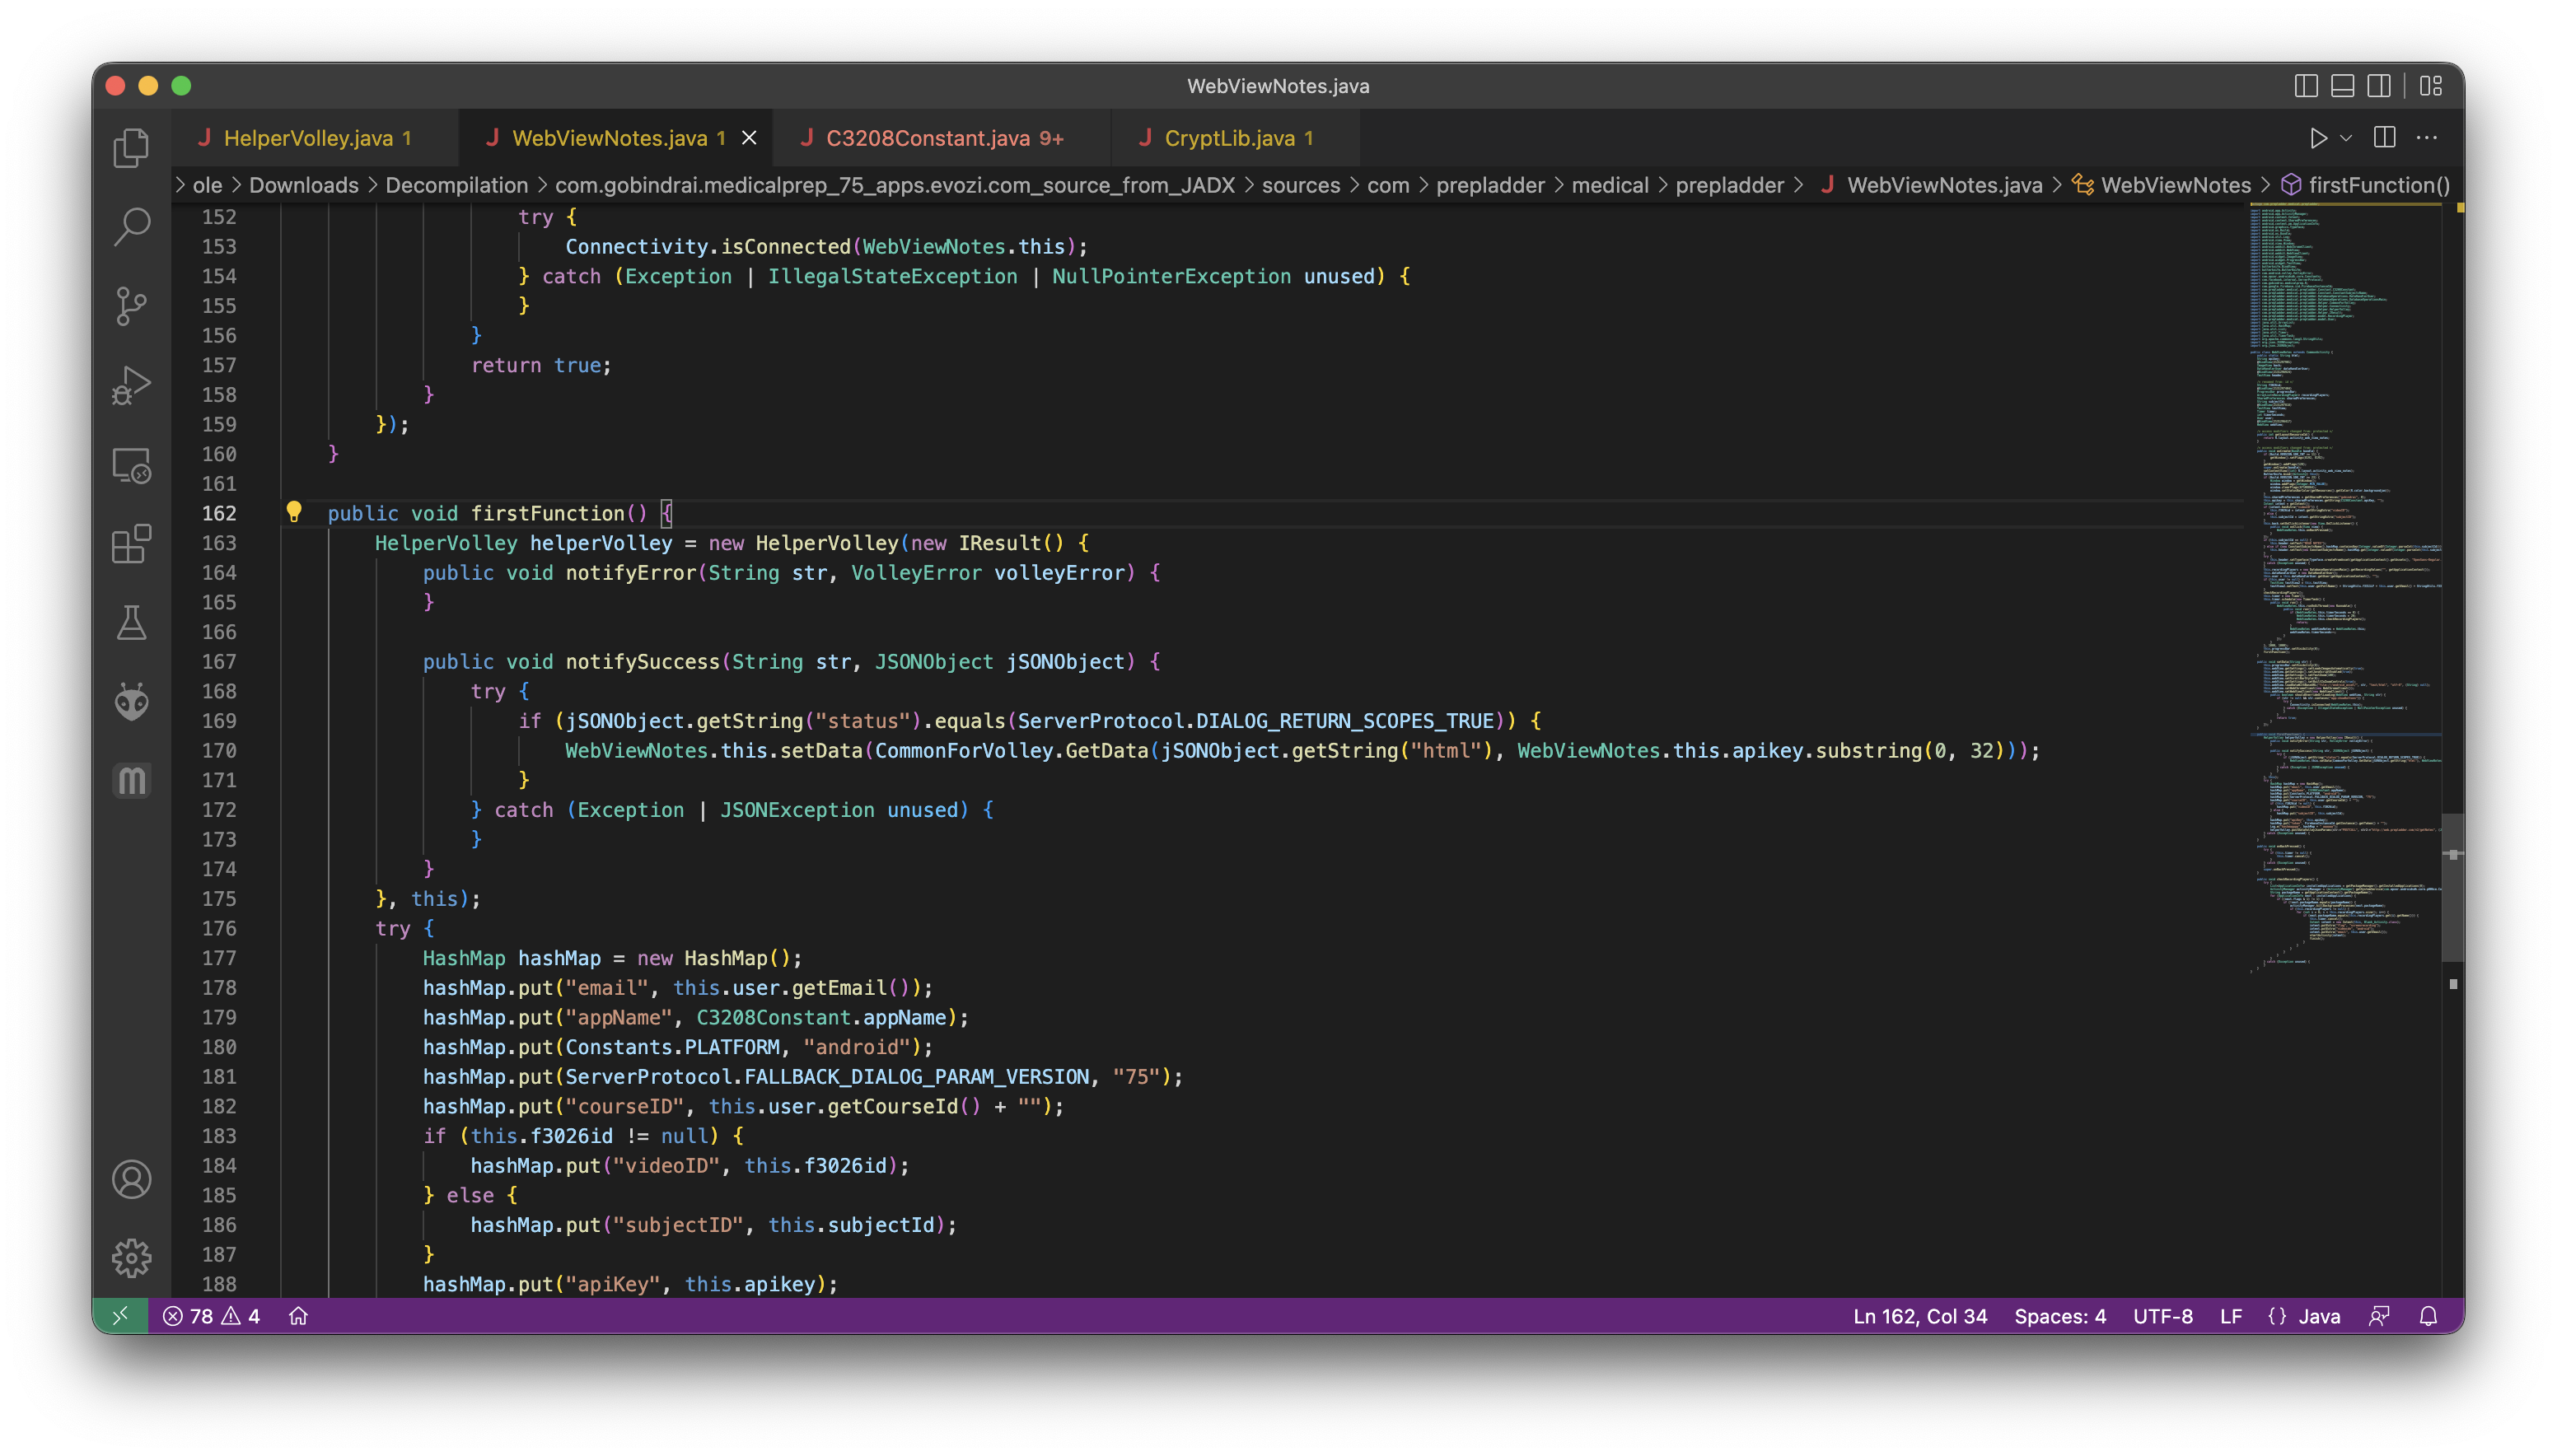 WebViewNotes.java
J HelperVolley.java 1
J WebViewNotes.java 1
J C3208Constant.java 9+
J CryptLib.java 1
ole > Downloads > Decompilation > com.gobindrai.medicalprep_75_apps.evozi.com_source_from_JADX > sources > com > prepladder > medical > prepladder > J WebViewNotes.java > WebViewNotes > firstFunction()
152 try {
153 Connectivity.isConnected(WebViewNotes.this);
154 } catch (Exception | IllegalStateException | NullPointerException unused) {
155 }
156 }
157 return true;
158 }
159 });
160 }
161
162 public void firstFunction() {
163 HelperVolley helperVolley = new HelperVolley(new IResult() {
164 public void notifyError(String str, VolleyError volleyError) {
165 }
166
167 public void notifySuccess(String str, JSONObject jSONObject) {
168 try {
169 if (jSONObject.getString("status").equals(ServerProtocol.DIALOG_RETURN_SCOPES_TRUE)) {
170 WebViewNotes.this.setData(CommonForVolley.GetData(jSONObject.getString("html"), WebViewNotes.this.apikey.substring(0, 32)));
171 }
172 } catch (Exception | JSONException unused) {
173 }
174 }
175 }, this);
176 try {
177 HashMap hashMap = new HashMap();
178 hashMap.put("email", this.user.getEmail());
179 hashMap.put("appName", C3208Constant.appName);
180 hashMap.put(Constants.PLATFORM, "android");
181 hashMap.put(ServerProtocol.FALLBACK_DIALOG_PARAM_VERSION, "75");
182 hashMap.put("courseID", this.user.getCourseId() + "");
183 if (this.f3026id != null) {
184 hashMap.put("videoID", this.f3026id);
185 } else {
186 hashMap.put("subjectID", this.subjectId);
187 }
188 hashMap.put("apiKey", this.apikey);
m
78 4
Ln 162, Col 34
Spaces: 4
UTF-8
LF
{} Java